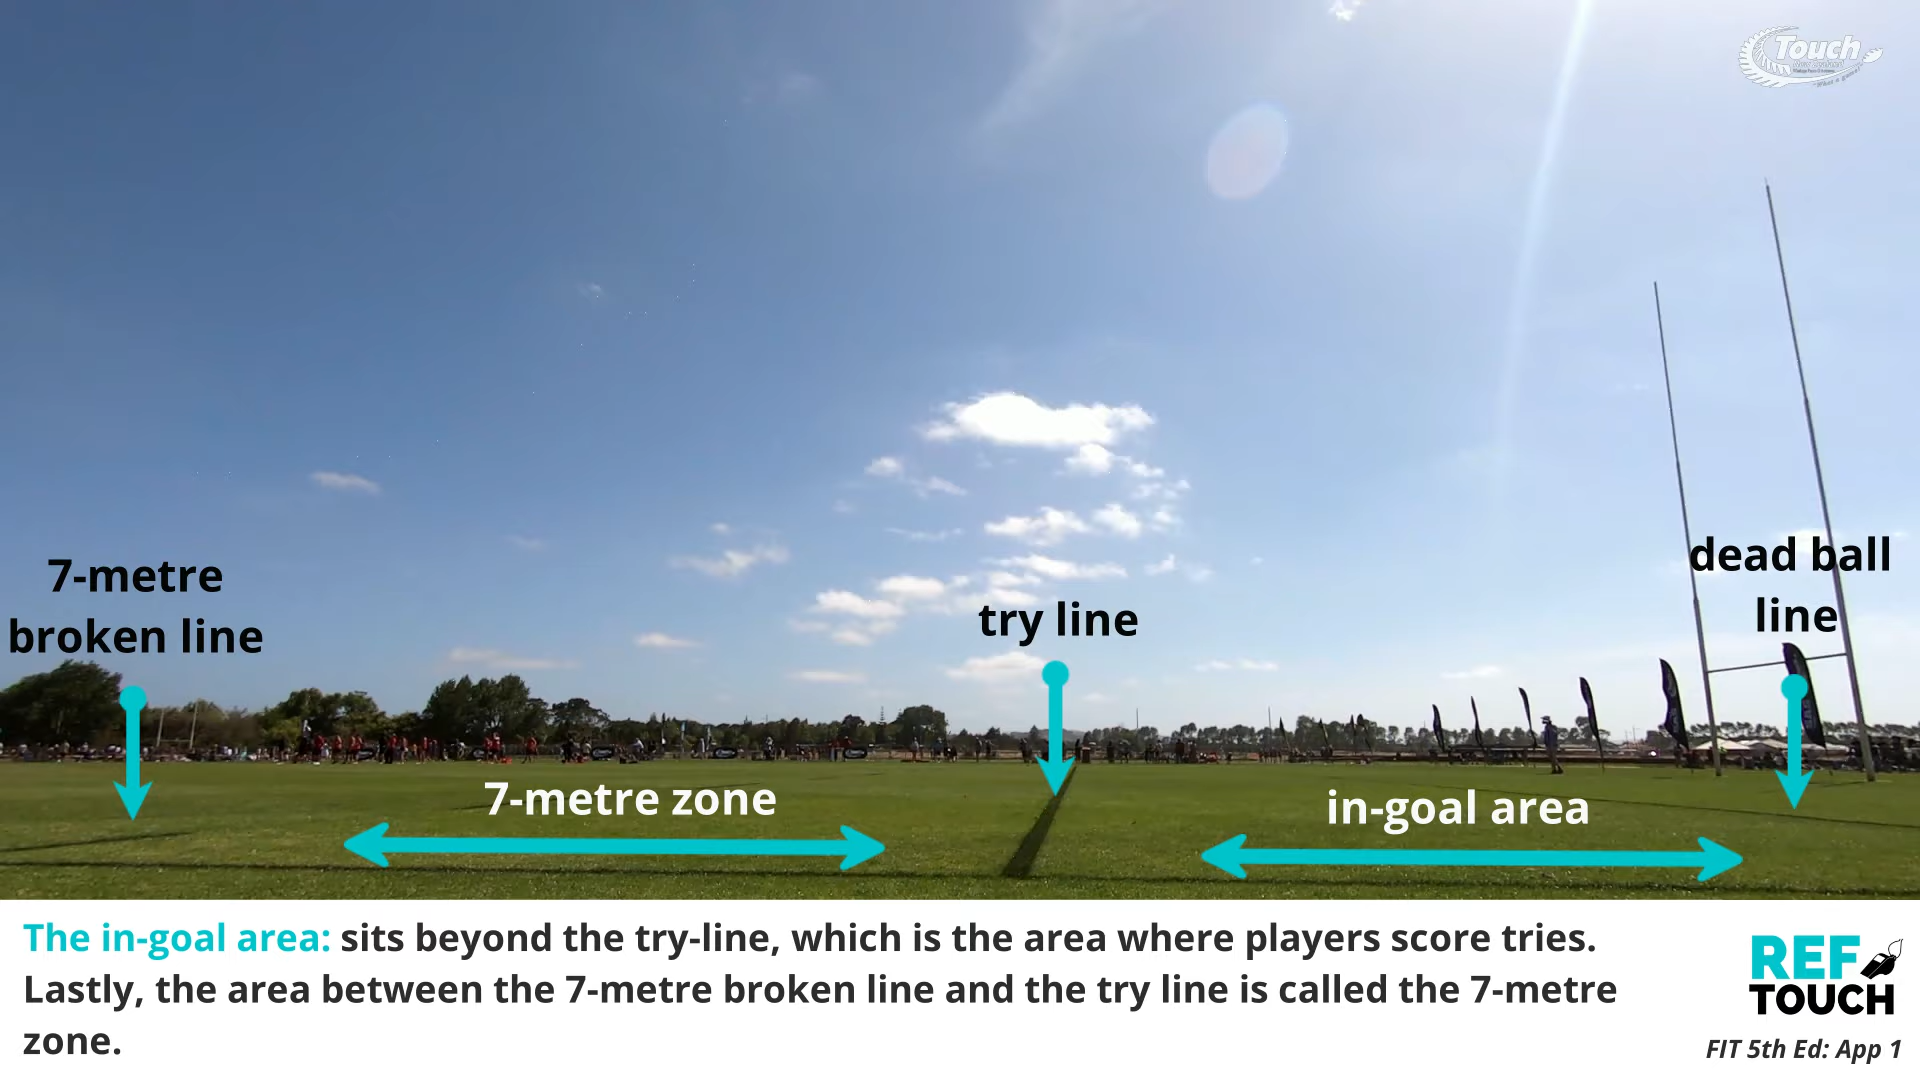 Touch
7-metre
broken line
try line
dead ball
line
7-metre zone
in-goal area
The in-goal area: sits beyond the try-line, which is the area where players score tries.
Lastly, the area between the 7-metre broken line and the try line is called the 7-metre
zone.
REF
TOUCH
FIT 5th Ed: App 1